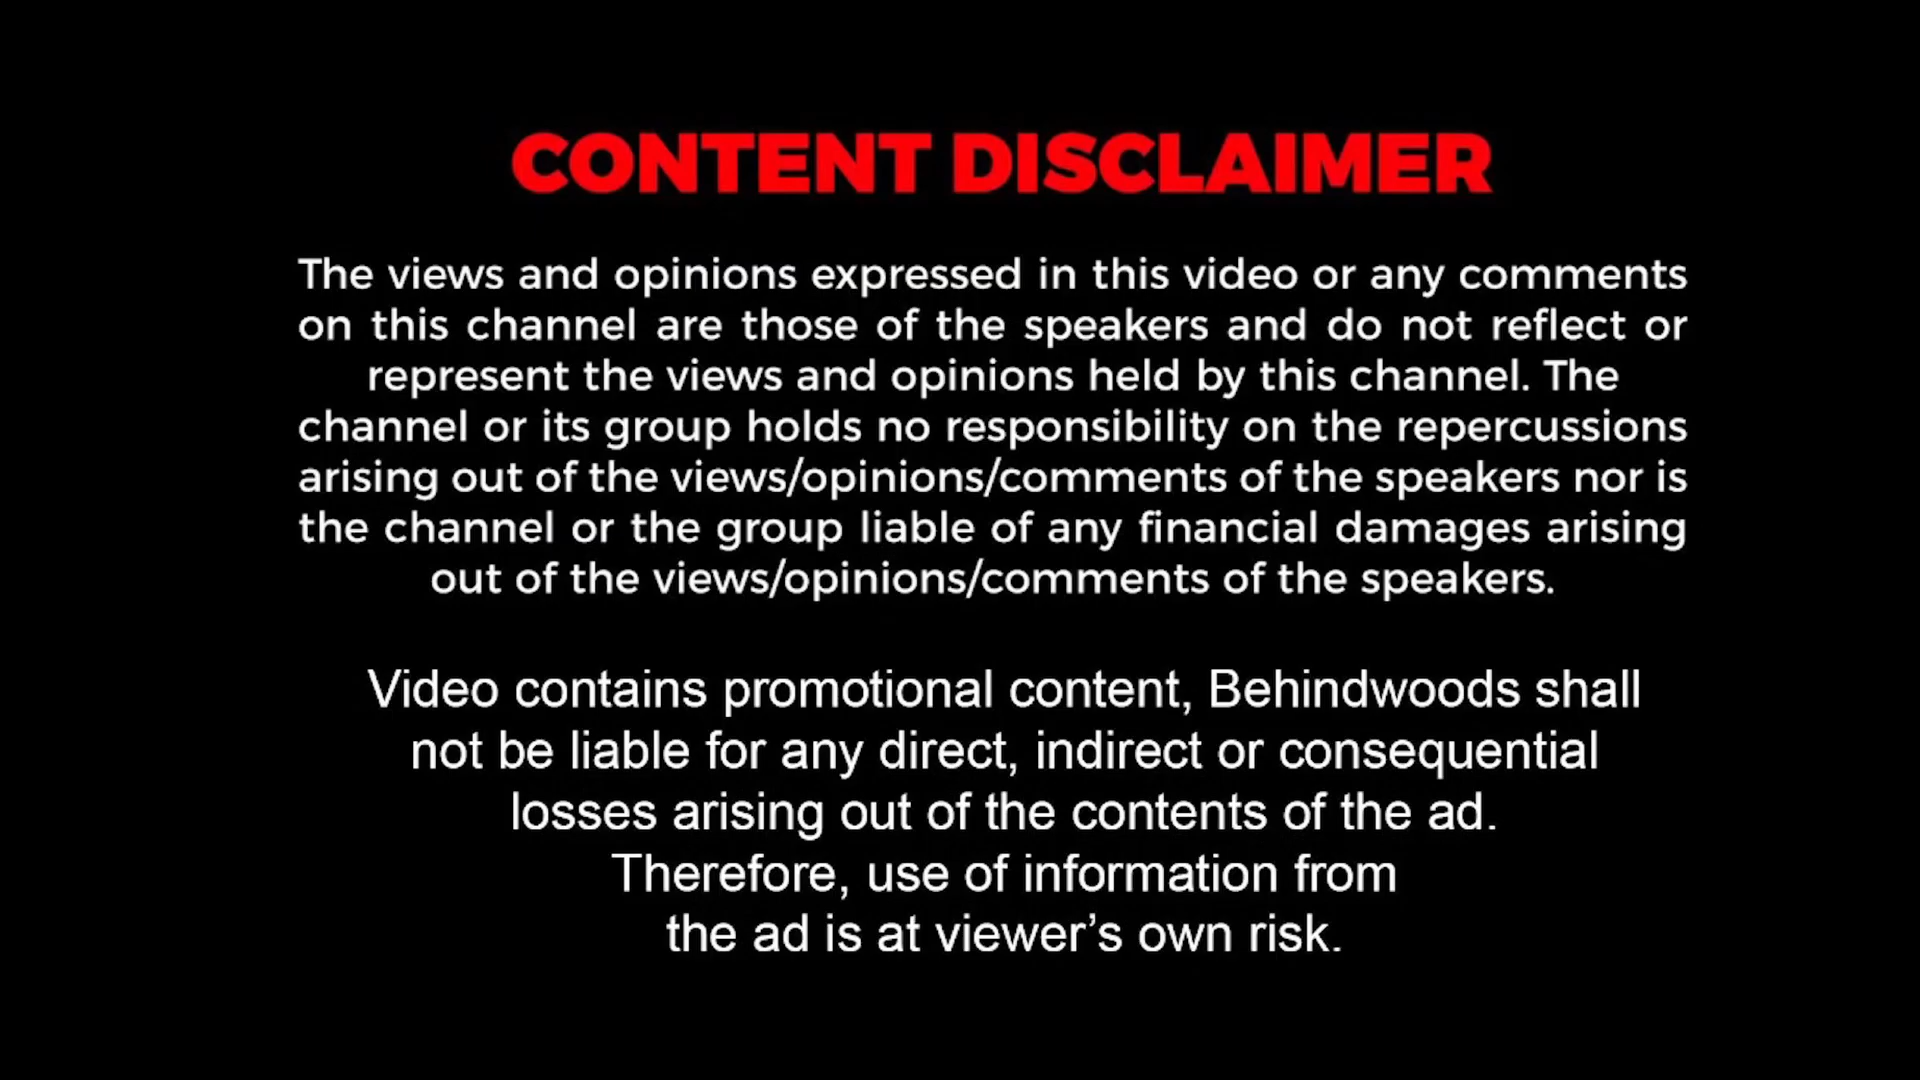 CONTENT DISCLAIMER
The views and opinions expressed in this video or any comments
on this channel are those of the speakers and do not reflect or
represent the views and opinions held by this channel. The
channel or its group holds no responsibility on the repercussions
arising out of the views/opinions/comments of the speakers nor is
the channel or the group liable of any financial damages arising
out of the views/opinions/comments of the speakers.
Video contains promotional content, Behindwoods shall
not be liable for any direct, indirect or consequential
losses arising out of the contents of the ad.
Therefore, use of information from
the ad is at viewer’s own risk.